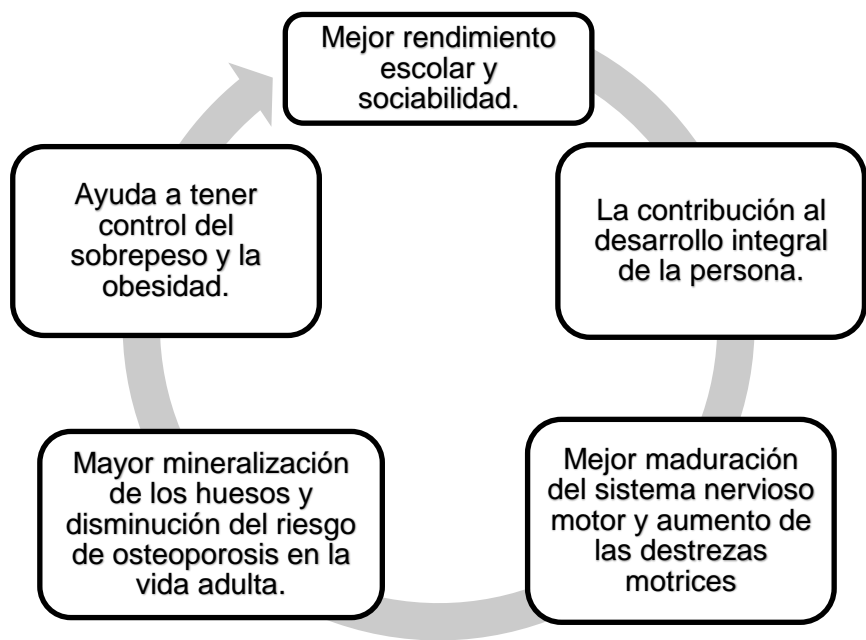 Mejor rendimiento
escolar y
sociabilidad.
La contribución al
desarrollo integral
de la persona.
Mejor maduración
del sistema nervioso
motor y aumento de
las destrezas
motrices
Mayor mineralización
de los huesos y
disminución del riesgo
de osteoporosis en la
vida adulta.
Ayuda a tener
control del
sobrepeso y la
obesidad.